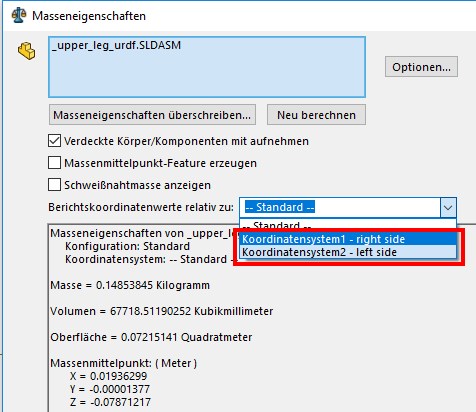 Masseneigenschaften
_upper_leg_urdf.SLDASM
Optionen...
Masseneigenschaften überschreiben...
Neu berechnen
Verdeckte Körper/Komponenten mit aufnehmen
Massenmittelpunkt-Feature erzeugen
Schweißnahtmasse anzeigen
Berichtskoordinatenwerte relativ zu:
-- Standard --
-- Standard --
Koordinatensystem1 - right side
Koordinatensystem2 - left side
Masseneigenschaften von _upper_leg
Konfiguration: Standard
Koordinatensystem: -- Standard --
Masse = 0.14853845 Kilogramm
Volumen = 67718.51190252 Kubikmillimeter
Oberfläche = 0.07215141 Quadratmeter
Massenmittelpunkt: ( Meter )
X = 0.01936299
Y = -0.00001377
Z = -0.07871217